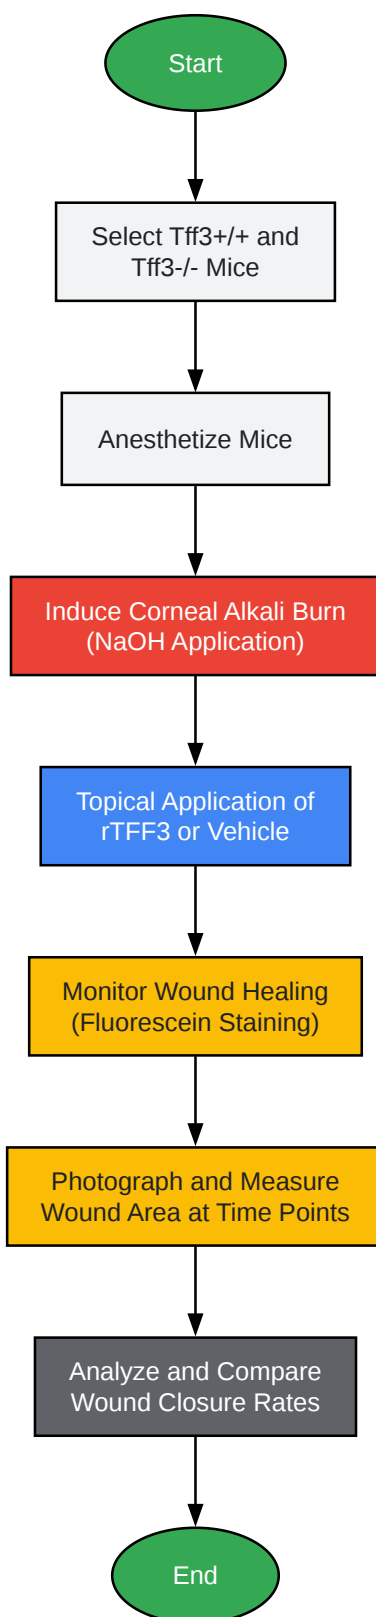 Start
Select Tff3+/+ and
Tff3-/- Mice
Anesthetize Mice
Induce Corneal Alkali Burn
(NaOH Application)
Topical Application of
rTFF3 or Vehicle
Monitor Wound Healing
(Fluorescein Staining)
Photograph and Measure
Wound Area at Time Points
Analyze and Compare
Wound Closure Rates
End